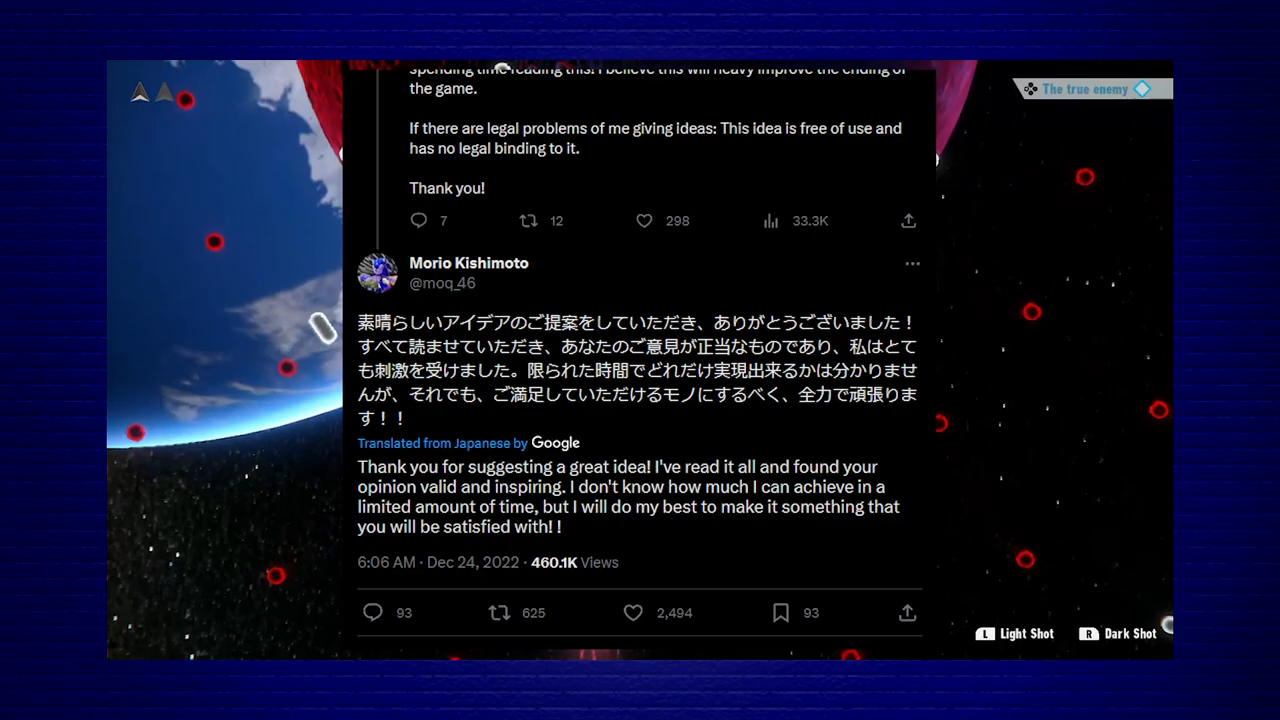 spending time reading this! I believe this will heavy improve the ending of
the game.
The true enemy
If there are legal problems of me giving ideas: This idea is free of use and
has no legal binding to it.
Thank you!
7 12 298 33.3K
Morio Kishimoto
@moq_46
素晴らしいアイデアのご提案をしていただき、ありがとうございました！
すべて読ませていただき、あなたのご意見が正当なものであり、私はとて
も刺激を受けました。限られた時間でどれだけ実現出来るかは分かりませ
んが、それでも、ご満足していただけるモノにするべく、全力で頑張りま
す！！
Translated from Japanese by Google
Thank you for suggesting a great idea! I've read it all and found your
opinion valid and inspiring. I don't know how much I can achieve in a
limited amount of time, but I will do my best to make it something that
you will be satisfied with! !
6:06 AM · Dec 24, 2022 · 460.1K Views
93 625 2,494 93
L Light Shot R Dark Shot